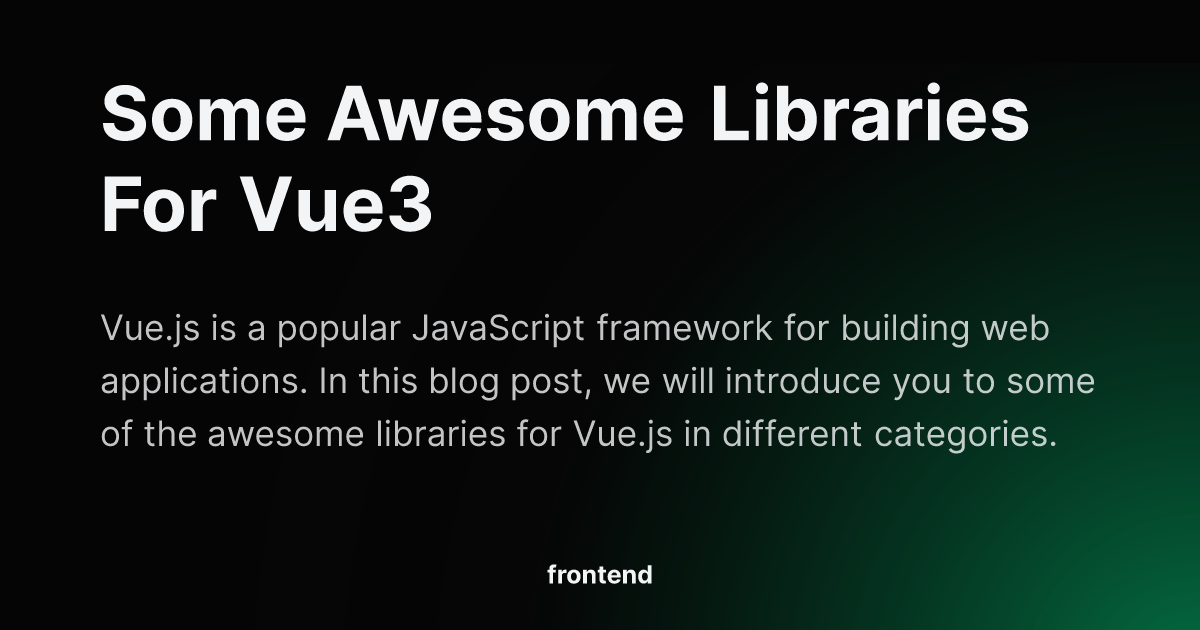 Some Awesome Libraries
For Vue3
Vue.js is a popular JavaScript framework for building web
applications. In this blog post, we will introduce you to some
of the awesome libraries for Vue.js in different categories.
frontend